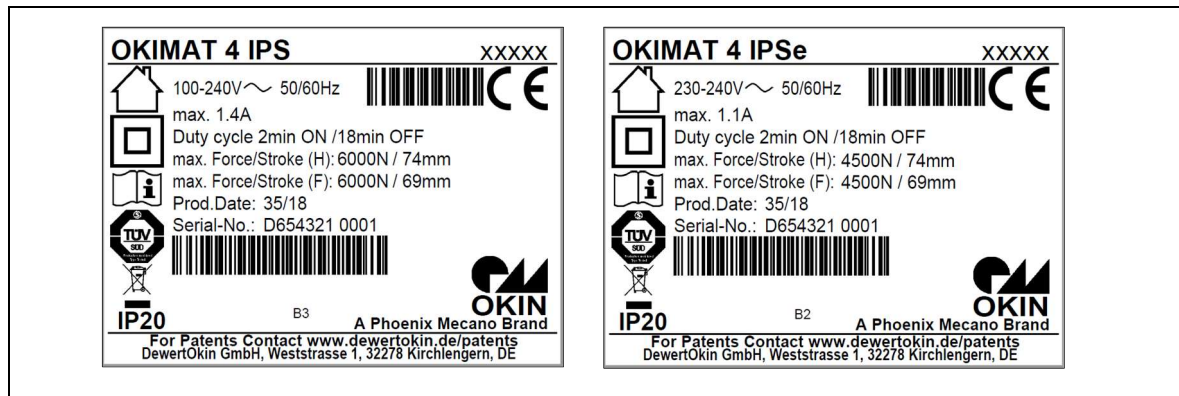 OKIMAT 4 IPS xxxxx
100-240V～ 50/60Hz
CE
max. 1.4A
Duty cycle 2min ON /18min OFF
max. Force/Stroke (H): 6000N / 74mm
i
max. Force/Stroke (F): 6000N / 69mm
Prod.Date: 35/18
Serial-No.: D654321 0001
TÜV
SÜD
OKIN
IP20 B3 A Phoenix Mecano Brand
For Patents Contact www.dewertokin.de/patents
DewertOkin GmbH, Weststrasse 1, 32278 Kirchlengern, DE
OKIMAT 4 IPSe xxxxx
230-240V～ 50/60Hz
CE
max. 1.1A
Duty cycle 2min ON /18min OFF
max. Force/Stroke (H): 4500N / 74mm
i
max. Force/Stroke (F): 4500N / 69mm
Prod.Date: 35/18
Serial-No.: D654321 0001
TÜV
SÜD
OKIN
IP20 B2 A Phoenix Mecano Brand
For Patents Contact www.dewertokin.de/patents
DewertOkin GmbH, Weststrasse 1, 32278 Kirchlengern, DE